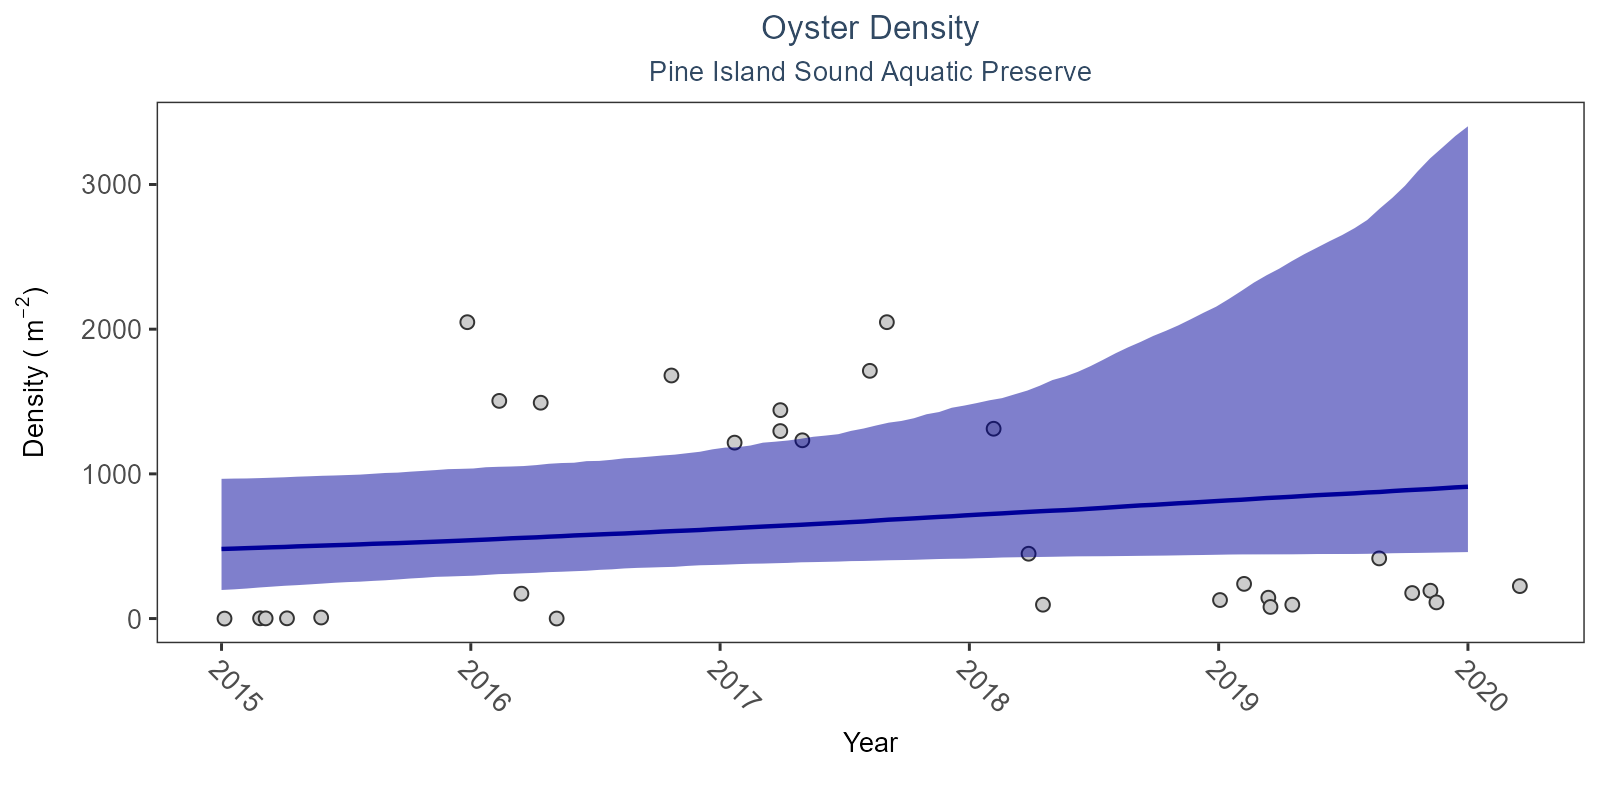 Oyster Density
Pine Island Sound Aquatic Preserve
Density ( m⁻²)
3000
2000
1000
0
2015
2016
2017
2018
2019
2020
Year